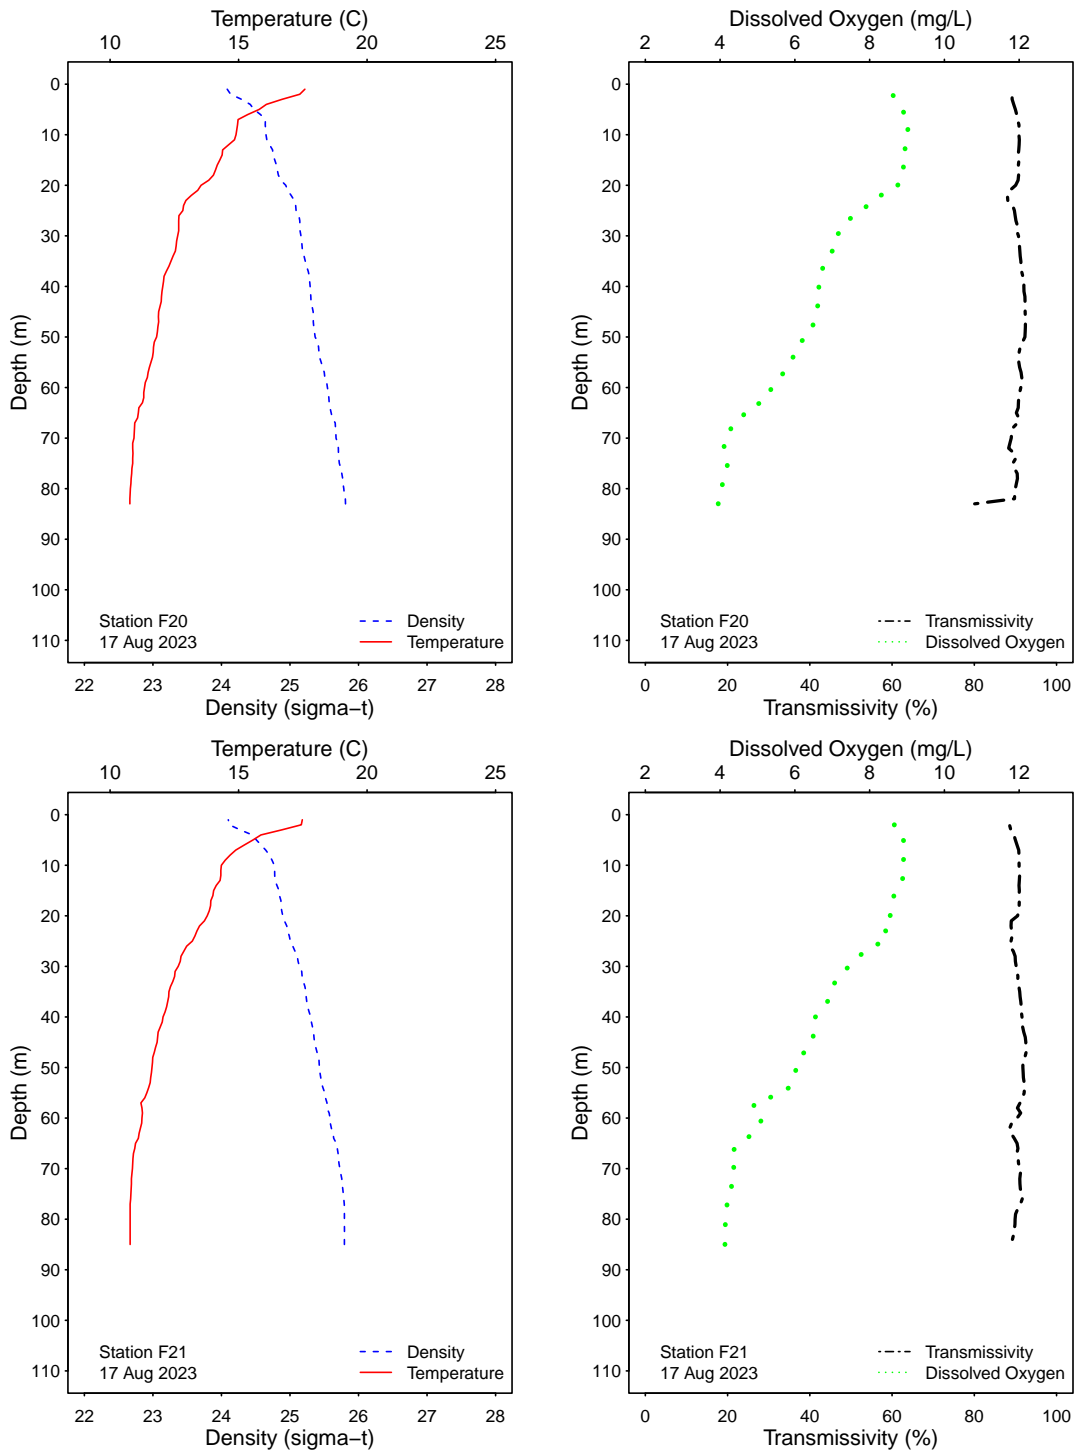 Temperature (C)
10 15 20 25
0
10
20
30
40
50
60
70
80
90
100
110
Depth (m)
Station F20
17 Aug 2023
Density
Temperature
22 23 24 25 26 27 28
Density (sigma−t)
Dissolved Oxygen (mg/L)
2 4 6 8 10 12
0
10
20
30
40
50
60
70
80
90
100
110
Depth (m)
Station F20
17 Aug 2023
Transmissivity
Dissolved Oxygen
0 20 40 60 80 100
Transmissivity (%)
Temperature (C)
10 15 20 25
0
10
20
30
40
50
60
70
80
90
100
110
Depth (m)
Station F21
17 Aug 2023
Density
Temperature
22 23 24 25 26 27 28
Density (sigma−t)
Dissolved Oxygen (mg/L)
2 4 6 8 10 12
0
10
20
30
40
50
60
70
80
90
100
110
Depth (m)
Station F21
17 Aug 2023
Transmissivity
Dissolved Oxygen
0 20 40 60 80 100
Transmissivity (%)